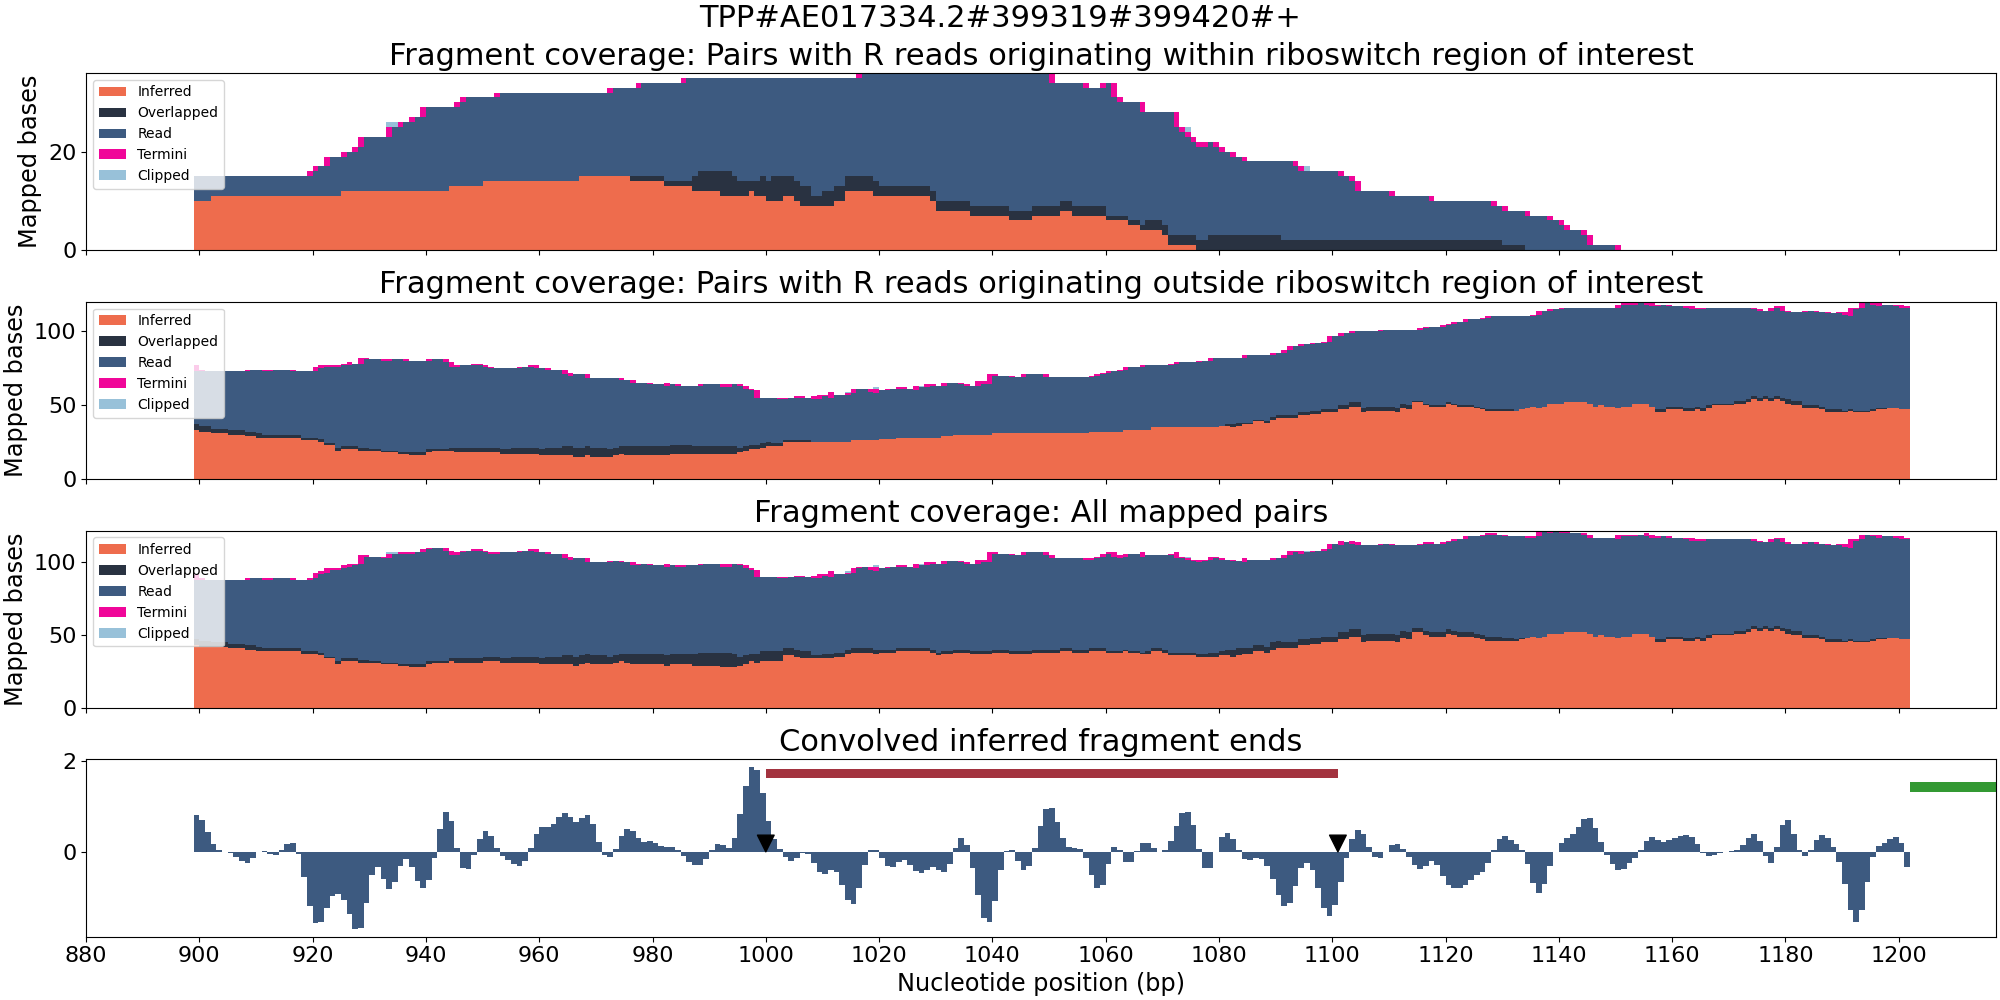 TPP#AE017334.2#399319#399420#+
Fragment coverage: Pairs with R reads originating within riboswitch region of interest
Mapped bases
20
0
Inferred
Overlapped
Read
Termini
Clipped
Fragment coverage: Pairs with R reads originating outside riboswitch region of interest
Mapped bases
100
50
0
Inferred
Overlapped
Read
Termini
Clipped
Fragment coverage: All mapped pairs
Mapped bases
100
50
0
Inferred
Overlapped
Read
Termini
Clipped
Convolved inferred fragment ends
2
0
880 900 920 940 960 980 1000 1020 1040 1060 1080 1100 1120 1140 1160 1180 1200
Nucleotide position (bp)